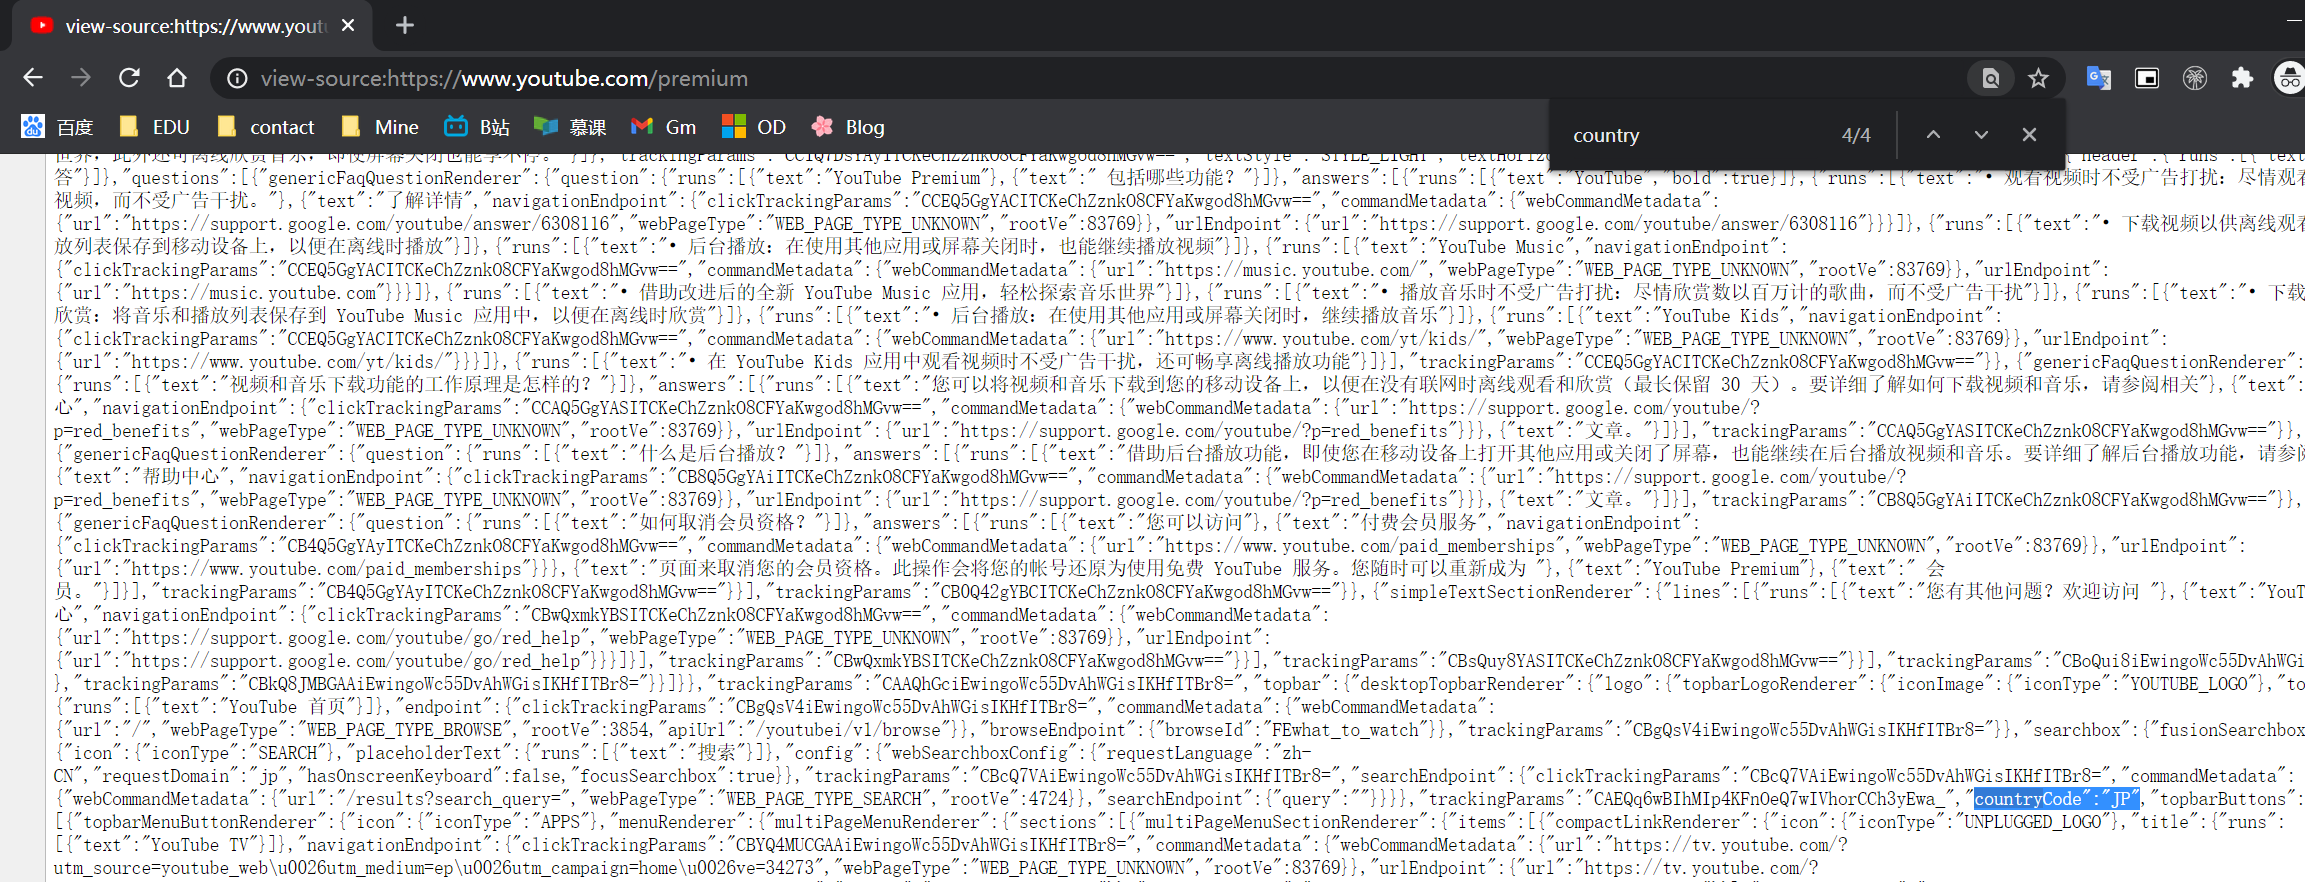 view-source:https://www.yout
view-source:https://www.youtube.com/premium
百度 EDU contact Mine B站 慕课 Gm OD Blog
country 4/4
世界，此外还可离线欣赏音乐，即使屏幕关闭也能享不停。"}]},"trackingParams":
答"}]},"questions":[{"genericFaqQuestionRenderer":{"question":{"runs":[{"text":"YouTube Premium"},{"text":" 包括哪些功能？"}]},"answers":[{"runs":[{"text":"YouTube","bold":true}]},{"runs":[{"text":"• 观看视频时不受广告打扰：尽情观看
视频，而不受广告干扰。"},{"text":"了解详情","navigationEndpoint":{"clickTrackingParams":"CCEQ5GgYACITCKeChZznkO8CFYaKwgod8hMGvw==","commandMetadata":{"webCommandMetadata":
{"url":"https://support.google.com/youtube/answer/6308116","webPageType":"WEB_PAGE_TYPE_UNKNOWN","rootVe":83769}},"urlEndpoint":{"url":"https://support.google.com/youtube/answer/6308116"}}}]},{"runs":[{"text":"• 下载视频以供离线观看
放列表保存到移动设备上，以便在离线时播放"}]},{"runs":[{"text":"• 后台播放：在使用其他应用或屏幕关闭时，也能继续播放视频"}]},{"runs":[{"text":"YouTube Music","navigationEndpoint":
{"clickTrackingParams":"CCEQ5GgYACITCKeChZznkO8CFYaKwgod8hMGvw==","commandMetadata":{"webCommandMetadata":{"url":"https://music.youtube.com/","webPageType":"WEB_PAGE_TYPE_UNKNOWN","rootVe":83769}},"urlEndpoint":
{"url":"https://music.youtube.com"}}}]},{"runs":[{"text":"• 借助改进后的全新 YouTube Music 应用，轻松探索音乐世界"}]},{"runs":[{"text":"• 播放音乐时不受广告打扰：尽情欣赏数以百万计的歌曲，而不受广告干扰"}]},{"runs":[{"text":"• 下载
欣赏：将音乐和播放列表保存到 YouTube Music 应用中，以便在离线时欣赏"}]},{"runs":[{"text":"• 后台播放：在使用其他应用或屏幕关闭时，继续播放音乐"}]},{"runs":[{"text":"YouTube Kids","navigationEndpoint":
{"clickTrackingParams":"CCEQ5GgYACITCKeChZznkO8CFYaKwgod8hMGvw==","commandMetadata":{"webCommandMetadata":{"url":"https://www.youtube.com/yt/kids/","webPageType":"WEB_PAGE_TYPE_UNKNOWN","rootVe":83769}},"urlEndpoint":
{"url":"https://www.youtube.com/yt/kids/"}}}]},{"runs":[{"text":"• 在 YouTube Kids 应用中观看视频时不受广告干扰，还可畅享离线播放功能"}]}],"trackingParams":"CCEQ5GgYACITCKeChZznkO8CFYaKwgod8hMGvw=="}},{"genericFaqQuestionRenderer":
{"runs":[{"text":"视频和音乐下载功能的工作原理是怎样的？"}]},"answers":[{"runs":[{"text":"您可以将视频和音乐下载到您的移动设备上，以便在没有联网时离线观看和欣赏（最长保留 30 天）。要详细了解如何下载视频和音乐，请参阅相关"},{"text":
心","navigationEndpoint":{"clickTrackingParams":"CCAQ5GgYASITCKeChZznkO8CFYaKwgod8hMGvw==","commandMetadata":{"webCommandMetadata":{"url":"https://support.google.com/youtube/?
p=red_benefits","webPageType":"WEB_PAGE_TYPE_UNKNOWN","rootVe":83769}},"urlEndpoint":{"url":"https://support.google.com/youtube/?p=red_benefits"}}},{"text":"文章。"}]}],"trackingParams":"CCAQ5GgYASITCKeChZznkO8CFYaKwgod8hMGvw=="}},
{"genericFaqQuestionRenderer":{"question":{"runs":[{"text":"什么是后台播放？"}]},"answers":[{"runs":[{"text":"借助后台播放功能，即使您在移动设备上打开其他应用或关闭了屏幕，也能继续在后台播放视频和音乐。要详细了解后台播放功能，请参阅
{"text":"帮助中心","navigationEndpoint":{"clickTrackingParams":"CB8Q5GgYAiITCKeChZznkO8CFYaKwgod8hMGvw==","commandMetadata":{"webCommandMetadata":{"url":"https://support.google.com/youtube/?
p=red_benefits","webPageType":"WEB_PAGE_TYPE_UNKNOWN","rootVe":83769}},"urlEndpoint":{"url":"https://support.google.com/youtube/?p=red_benefits"}}},{"text":"文章。"}]}],"trackingParams":"CB8Q5GgYAiITCKeChZznkO8CFYaKwgod8hMGvw=="}},
{"genericFaqQuestionRenderer":{"question":{"runs":[{"text":"如何取消会员资格？"}]},"answers":[{"runs":[{"text":"您可以访问"},{"text":"付费会员服务","navigationEndpoint":
{"clickTrackingParams":"CB4Q5GgYAyITCKeChZznkO8CFYaKwgod8hMGvw==","commandMetadata":{"webCommandMetadata":{"url":"https://www.youtube.com/paid_memberships","webPageType":"WEB_PAGE_TYPE_UNKNOWN","rootVe":83769}},"urlEndpoint":
{"url":"https://www.youtube.com/paid_memberships"}}},{"text":"页面来取消您的会员资格。此操作会将您的帐号还原为使用免费 YouTube 服务。您随时可以重新成为 "},{"text":"YouTube Premium"},{"text":" 会
员。"}]}],"trackingParams":"CB4Q5GgYAyITCKeChZznkO8CFYaKwgod8hMGvw=="}}],"trackingParams":"CB0Q42gYBCITCKeChZznkO8CFYaKwgod8hMGvw=="}},{"simpleTextSectionRenderer":{"lines":[{"runs":[{"text":"您有其他问题？欢迎访问 "},{"text":"YouT
心","navigationEndpoint":{"clickTrackingParams":"CBwQxmkYBSITCKeChZznkO8CFYaKwgod8hMGvw==","commandMetadata":{"webCommandMetadata":
{"url":"https://support.google.com/youtube/go/red_help","webPageType":"WEB_PAGE_TYPE_UNKNOWN","rootVe":83769}},"urlEndpoint":
{"url":"https://support.google.com/youtube/go/red_help"}}}]}],"trackingParams":"CBwQxmkYBSITCKeChZznkO8CFYaKwgod8hMGvw=="}}],"trackingParams":"CBsQuy8YASITCKeChZznkO8CFYaKwgod8hMGvw=="}}],"trackingParams":"CBoQui8iEwingoWc55DvAhWGi
},"trackingParams":"CBkQ8JMBGAAiEwingoWc55DvAhWGisIKHfITBr8="}}]}},"trackingParams":"CAAQhGciEwingoWc55DvAhWGisIKHfITBr8=","topbar":{"desktopTopbarRenderer":{"logo":{"topbarLogoRenderer":{"iconImage":{"iconType":"YOUTUBE_LOGO"},"to
{"runs":[{"text":"YouTube 首页"}]},"endpoint":{"clickTrackingParams":"CBgQsV4iEwingoWc55DvAhWGisIKHfITBr8=","commandMetadata":{"webCommandMetadata":
{"url":"/","webPageType":"WEB_PAGE_TYPE_BROWSE","rootVe":3854,"apiUrl":"/youtubei/v1/browse"}},"browseEndpoint":{"browseId":"FEwhat_to_watch"}},"trackingParams":"CBgQsV4iEwingoWc55DvAhWGisIKHfITBr8="}},"searchbox":{"fusionSearchbox
{"icon":{"iconType":"SEARCH"},"placeholderText":{"runs":[{"text":"搜索"}]},"config":{"webSearchboxConfig":{"requestLanguage":"zh-
CN","requestDomain":"jp","hasOnscreenKeyboard":false,"focusSearchbox":true}},"trackingParams":"CBcQ7VAiEwingoWc55DvAhWGisIKHfITBr8=","searchEndpoint":{"clickTrackingParams":"CBcQ7VAiEwingoWc55DvAhWGisIKHfITBr8=","commandMetadata":
{"webCommandMetadata":{"url":"/results?search_query=","webPageType":"WEB_PAGE_TYPE_SEARCH","rootVe":4724}},"searchEndpoint":{"query":""}}}},"trackingParams":"CAEQq6wBIhMIp4KFnOeQ7wIVhorCCh3yEwa_","countryCode":"JP","topbarButtons":
[{"topbarMenuButtonRenderer":{"icon":{"iconType":"APPS"},"menuRenderer":{"multiPageMenuRenderer":{"sections":[{"multiPageMenuSectionRenderer":{"items":[{"compactLinkRenderer":{"icon":{"iconType":"UNPLUGGED_LOGO"},"title":{"runs":
[{"text":"YouTube TV"}]},"navigationEndpoint":{"clickTrackingParams":"CBYQ4MUCGAAiEwingoWc55DvAhWGisIKHfITBr8=","commandMetadata":{"webCommandMetadata":{"url":"https://tv.youtube.com/?
utm_source=youtube_web\u0026utm_medium=ep\u0026utm_campaign=home\u0026ve=34273","webPageType":"WEB_PAGE_TYPE_UNKNOWN","rootVe":83769}},"urlEndpoint":{"url":"https://tv.youtube.com/?